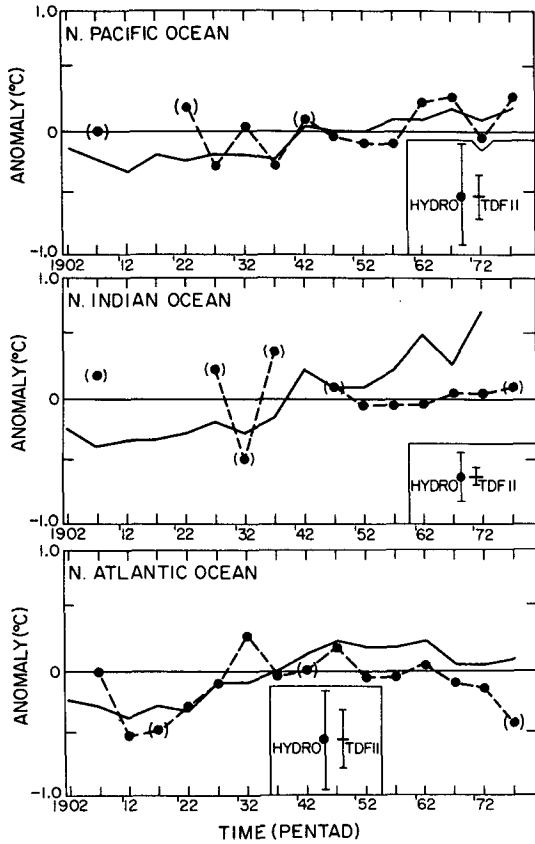 N. PACIFIC OCEAN
1.0
0
-1.0
ANOMALY (°C)
HYDRO
TDF II
1902 '12 '22 '32 '42 '52 '62 '72
N. INDIAN OCEAN
1.0
0
-1.0
ANOMALY (°C)
HYDRO
TDF II
1902 '12 '22 '32 '42 '52 '62 '72
N. ATLANTIC OCEAN
1.0
0
-1.0
ANOMALY (°C)
HYDRO
TDFII
1902 '12 '22 '32 '42 '52 '62 '72
TIME (PENTAD)